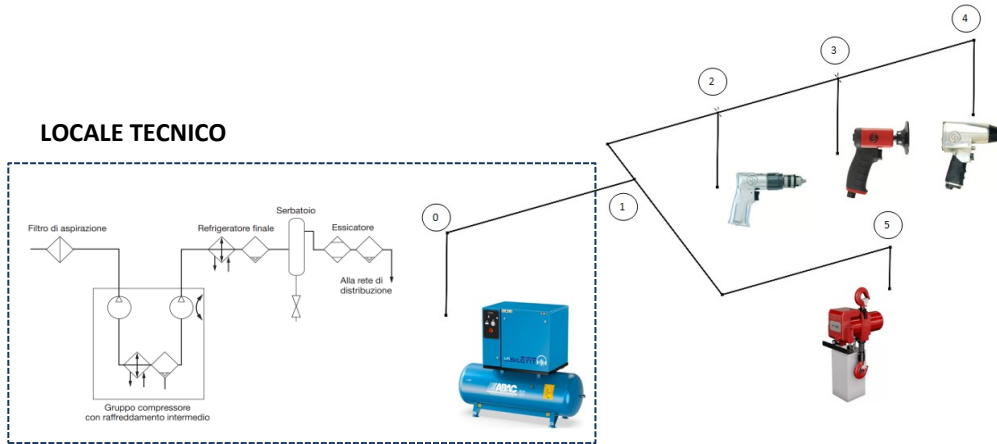 4
3
2
LOCALE TECNICO
0
1
5
Serbatoio
Filtro di aspirazione
Refrigeratore finale
Essicatore
Alla rete di
distribuzione
ABAC
Gruppo compressore
con raffreddamento intermedio